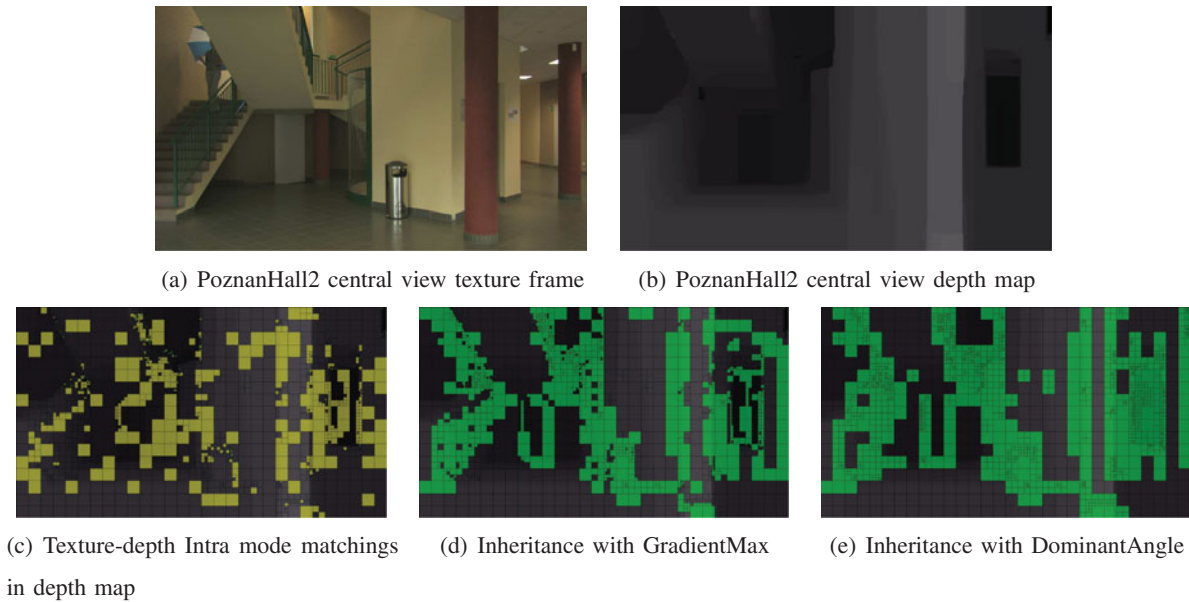 (a) PoznanHall2 central view texture frame
(b) PoznanHall2 central view depth map
(c) Texture-depth Intra mode matchings
in depth map
(d) Inheritance with GradientMax
(e) Inheritance with DominantAngle